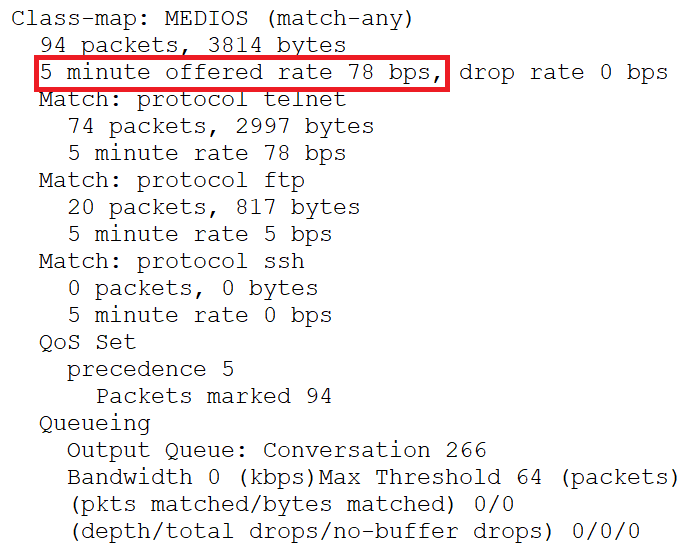 Class-map: MEDIOS (match-any)
94 packets, 3814 bytes
5 minute offered rate 78 bps, drop rate 0 bps
Match: protocol telnet
74 packets, 2997 bytes
5 minute rate 78 bps
Match: protocol ftp
20 packets, 817 bytes
5 minute rate 5 bps
Match: protocol ssh
0 packets, 0 bytes
5 minute rate 0 bps
QoS Set
precedence 5
Packets marked 94
Queueing
Output Queue: Conversation 266
Bandwidth 0 (kbps)Max Threshold 64 (packets)
(pkts matched/bytes matched) 0/0
(depth/total drops/no-buffer drops) 0/0/0